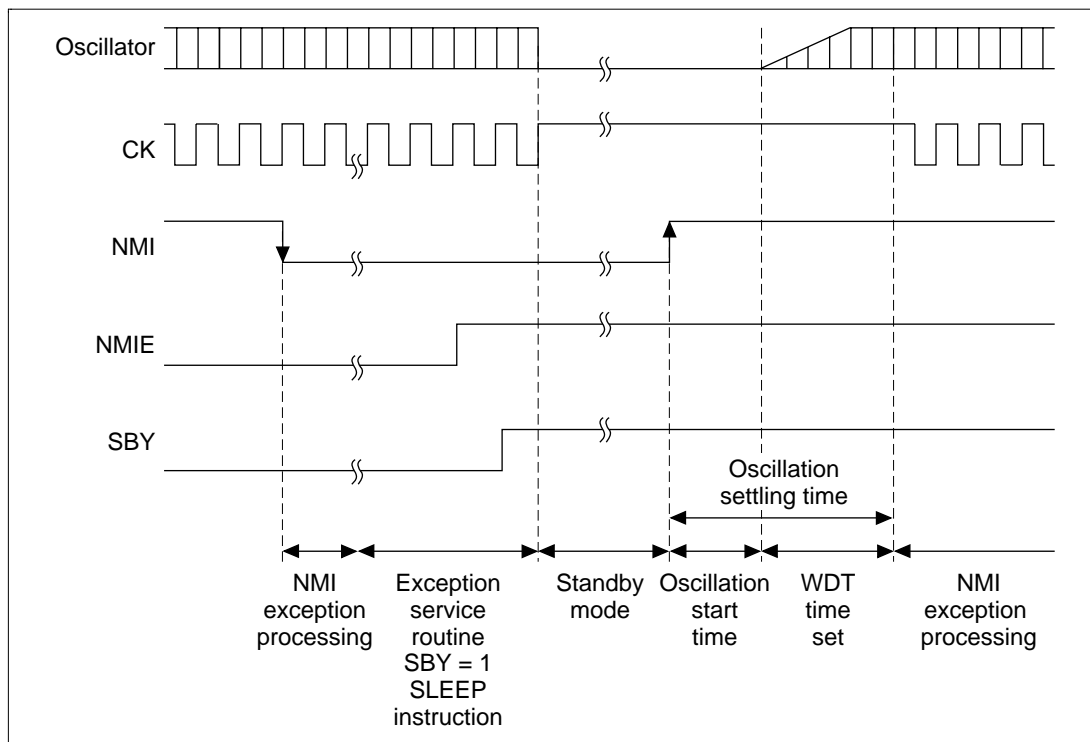 Oscillator
CK
NMI
NMIE
SBY
Oscillation
settling time
NMI
exception
processing
Exception
service
routine
SBY = 1
SLEEP
instruction
Standby
mode
Oscillation
start
time
WDT
time
set
NMI
exception
processing